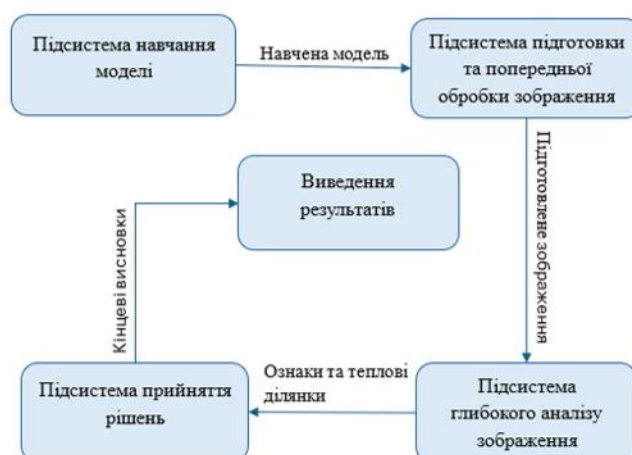 Підсистема навчання
моделі
Навчена модель
Підсистема підготовки
та попередньої
обробки зображення
Підготовлене зображення
Підсистема
глибокого аналізу
зображення
Ознаки та теплові
ділянки
Підсистема прийняття
рішень
Кінцеві висновки
Виведення
результатів